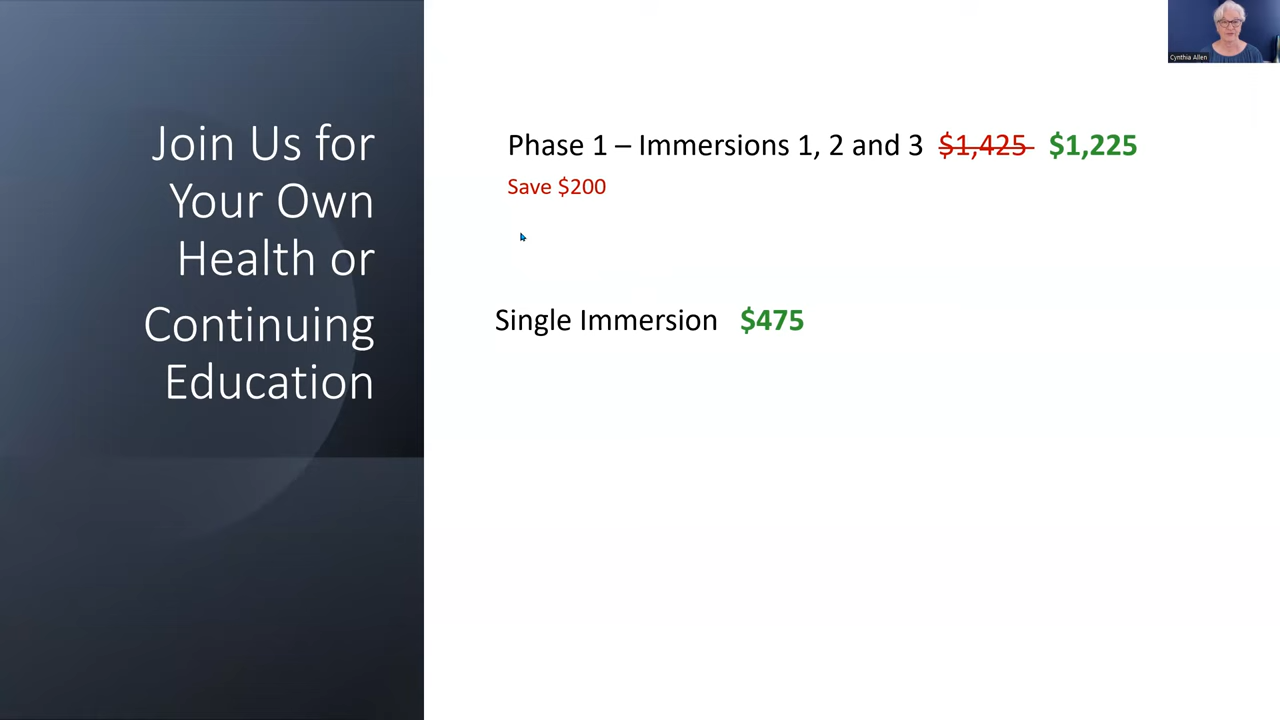 Join Us for
Your Own
Health or
Continuing
Education
Phase 1 – Immersions 1, 2 and 3 $1,425 $1,225
Save $200
Single Immersion $475
Cynthia Allen